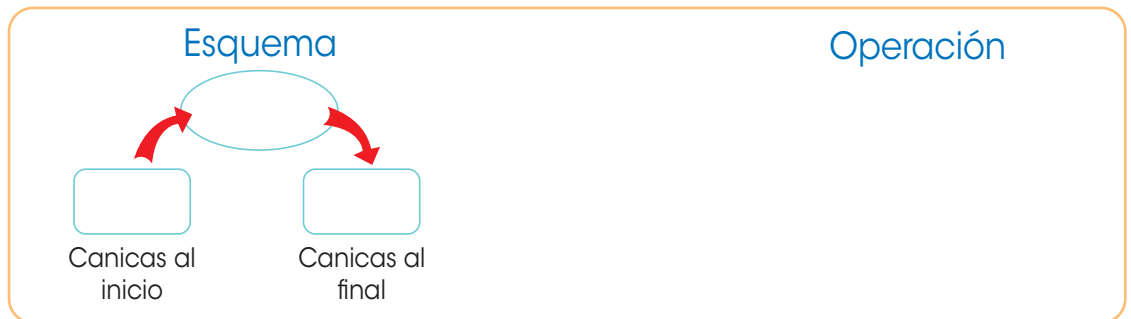 Esquema
Operación
Canicas al
inicio
Canicas al
final